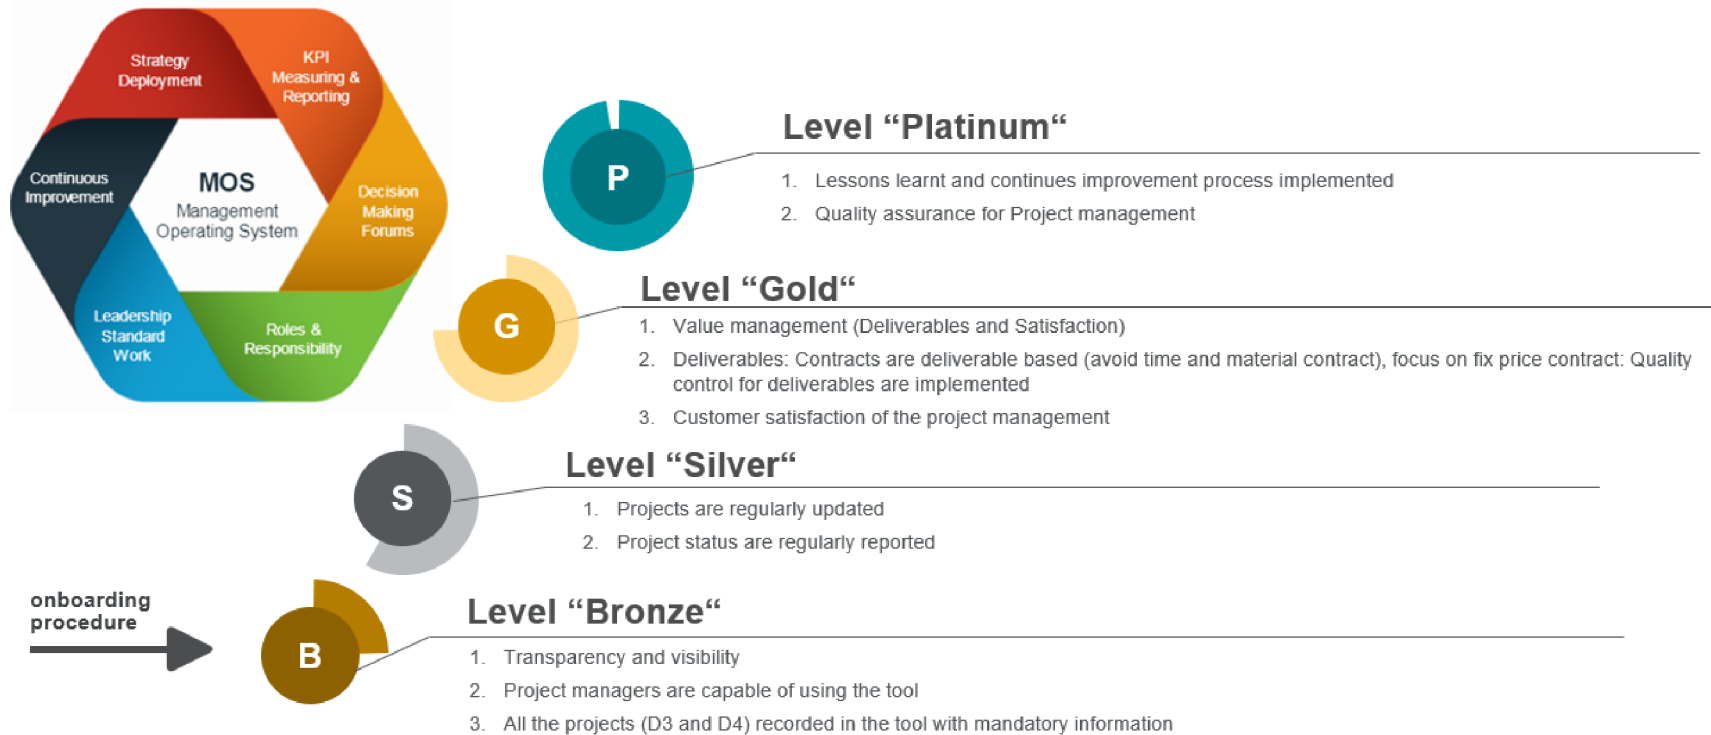 Strategy
Deployment
KPI
Measuring &
Reporting
Continuous
Improvement
MOS
Management
Operating System
Decision
Making
Forums
Leadership
Standard
Work
Roles &
Responsibility
P
Level “Platinum“
1. Lessons learnt and continues improvement process implemented
2. Quality assurance for Project management
G
Level “Gold“
1. Value management (Deliverables and Satisfaction)
2. Deliverables: Contracts are deliverable based (avoid time and material contract), focus on fix price contract: Quality
control for deliverables are implemented
3. Customer satisfaction of the project management
S
Level “Silver“
1. Projects are regularly updated
2. Project status are regularly reported
onboarding
procedure
B
Level “Bronze“
1. Transparency and visibility
2. Project managers are capable of using the tool
3. All the projects (D3 and D4) recorded in the tool with mandatory information